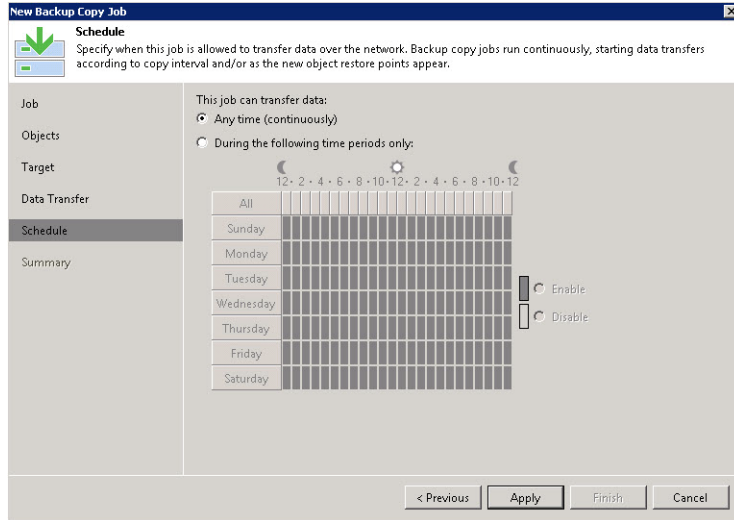 New Backup Copy Job
Schedule
Specify when this job is allowed to transfer data over the network. Backup copy jobs run continuously, starting data transfers
according to copy interval and/or as the new object restore points appear.
Job
Objects
Target
Data Transfer
Schedule
Summary
This job can transfer data:
Any time (continuously)
During the following time periods only:
12 · 2 · 4 · 6 · 8 · 10 · 12 · 2 · 4 · 6 · 8 · 10 · 12
All
Sunday
Monday
Tuesday
Wednesday
Thursday
Friday
Saturday
Enable
Disable
< Previous
Apply
Finish
Cancel